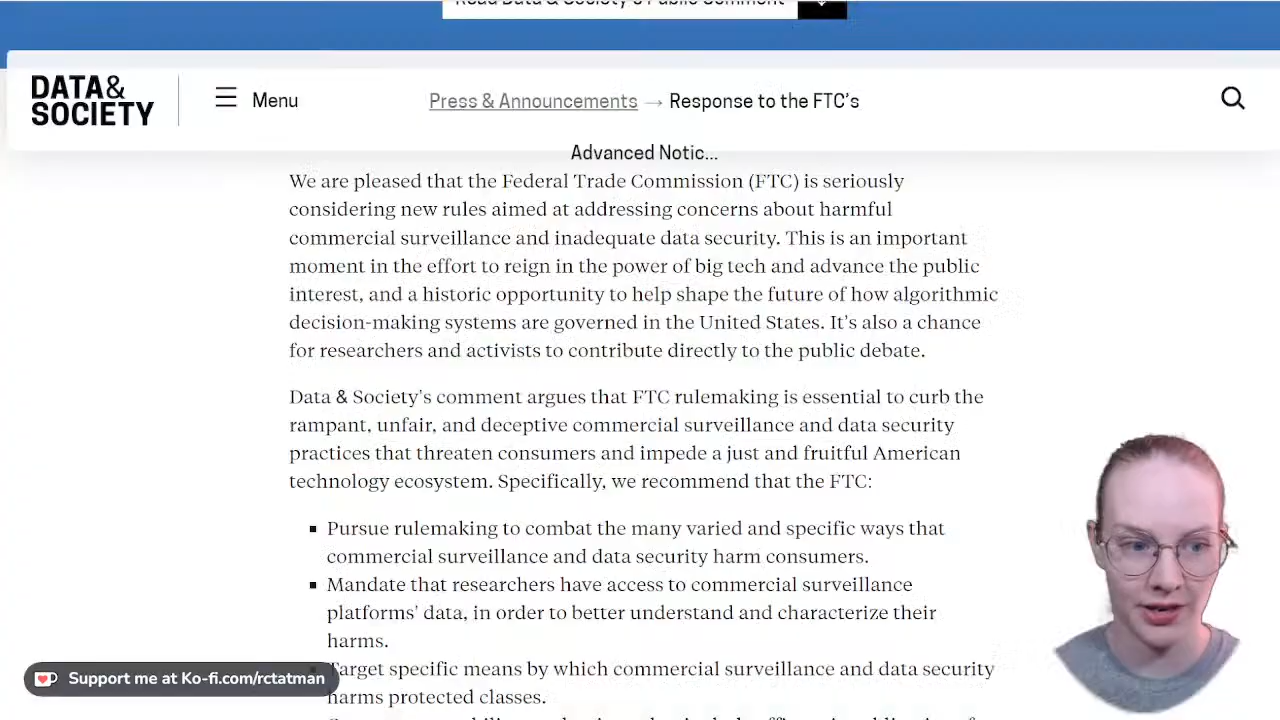 Read Data & Society's Public Comment
DATA&
SOCIETY
Menu
Press & Announcements → Response to the FTC's
Advanced Notic...
We are pleased that the Federal Trade Commission (FTC) is seriously
considering new rules aimed at addressing concerns about harmful
commercial surveillance and inadequate data security. This is an important
moment in the effort to reign in the power of big tech and advance the public
interest, and a historic opportunity to help shape the future of how algorithmic
decision-making systems are governed in the United States. It's also a chance
for researchers and activists to contribute directly to the public debate.
Data & Society's comment argues that FTC rulemaking is essential to curb the
rampant, unfair, and deceptive commercial surveillance and data security
practices that threaten consumers and impede a just and fruitful American
technology ecosystem. Specifically, we recommend that the FTC:
▪ Pursue rulemaking to combat the many varied and specific ways that
commercial surveillance and data security harm consumers.
▪ Mandate that researchers have access to commercial surveillance
platforms' data, in order to better understand and characterize their
harms.
▪ Target specific means by which commercial surveillance and data security
harms protected classes.
Support me at Ko-fi.com/rctatman